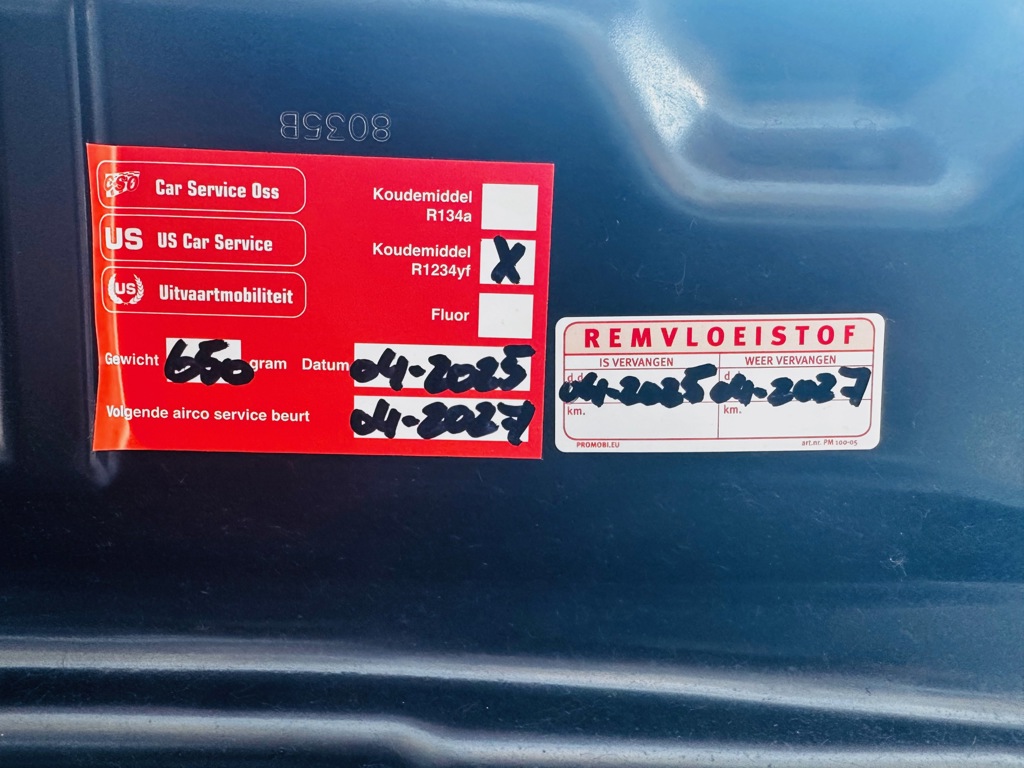 8035B
CSO Car Service Oss
US US Car Service
US Uitvaartmobiliteit
Koudemiddel
R134a
Koudemiddel
R1234yf X
Fluor
Gewicht 650 gram Datum 04-2025
Volgende airco service beurt 04-2027
REMVLOEISTOF
IS VERVANGEN WEER VERVANGEN
04-2025 04-2027
km. km.
PROMOBI.EU art.nr. PM 100-05